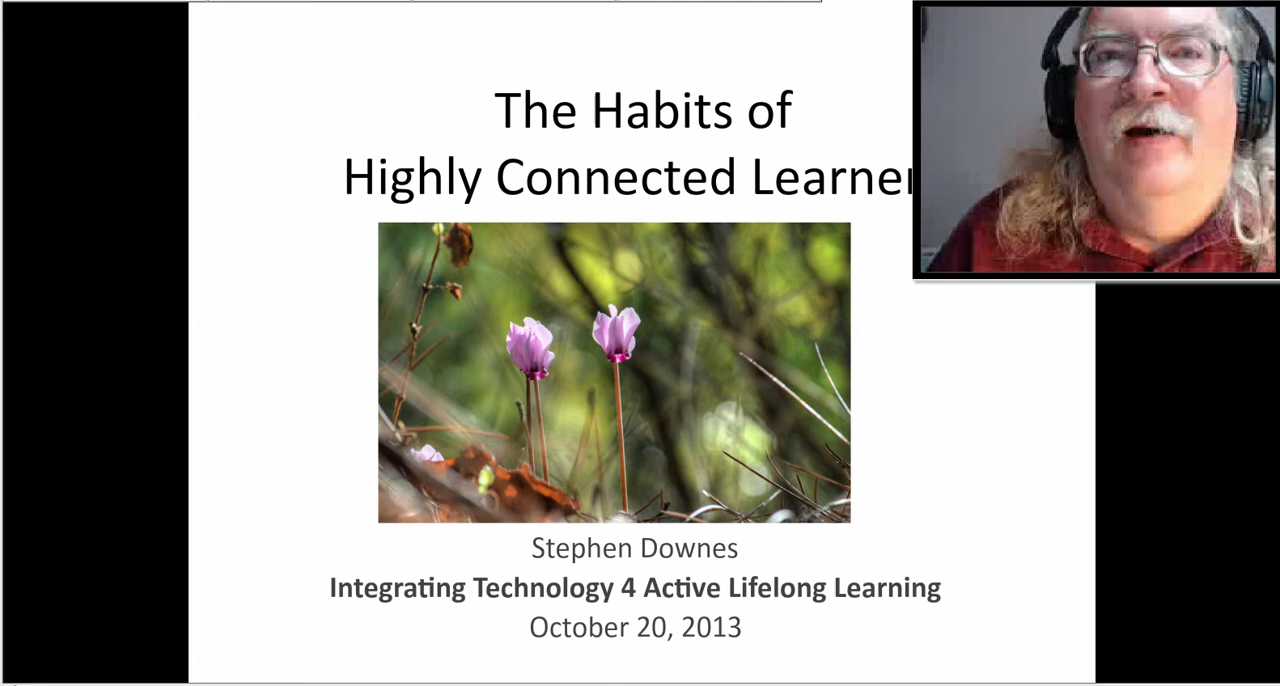 The Habits of
Highly Connected Learner
Stephen Downes
Integrating Technology 4 Active Lifelong Learning
October 20, 2013